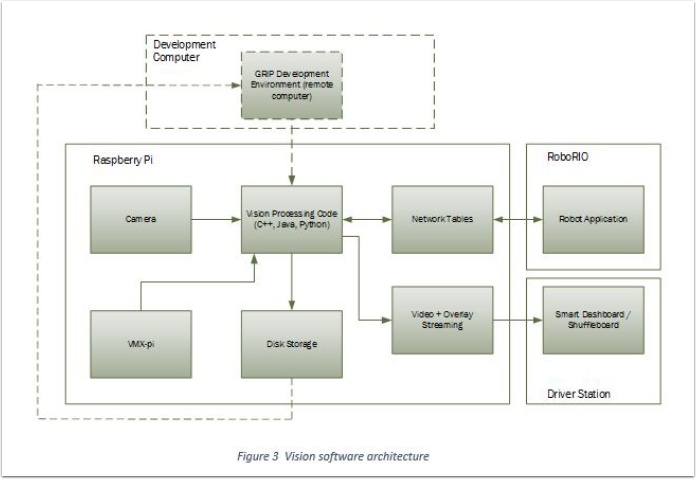 Development
Computer
GRIP Development
Environment (remote
computer)
Raspberry Pi
RoboRIO
Camera
Vision Processing Code
(C++, Java, Python)
Network Tables
Robot Application
VMX-pi
Disk Storage
Video + Overlay
Streaming
Smart Dashboard /
Shuffleboard
Driver Station
Figure 3 Vision software architecture